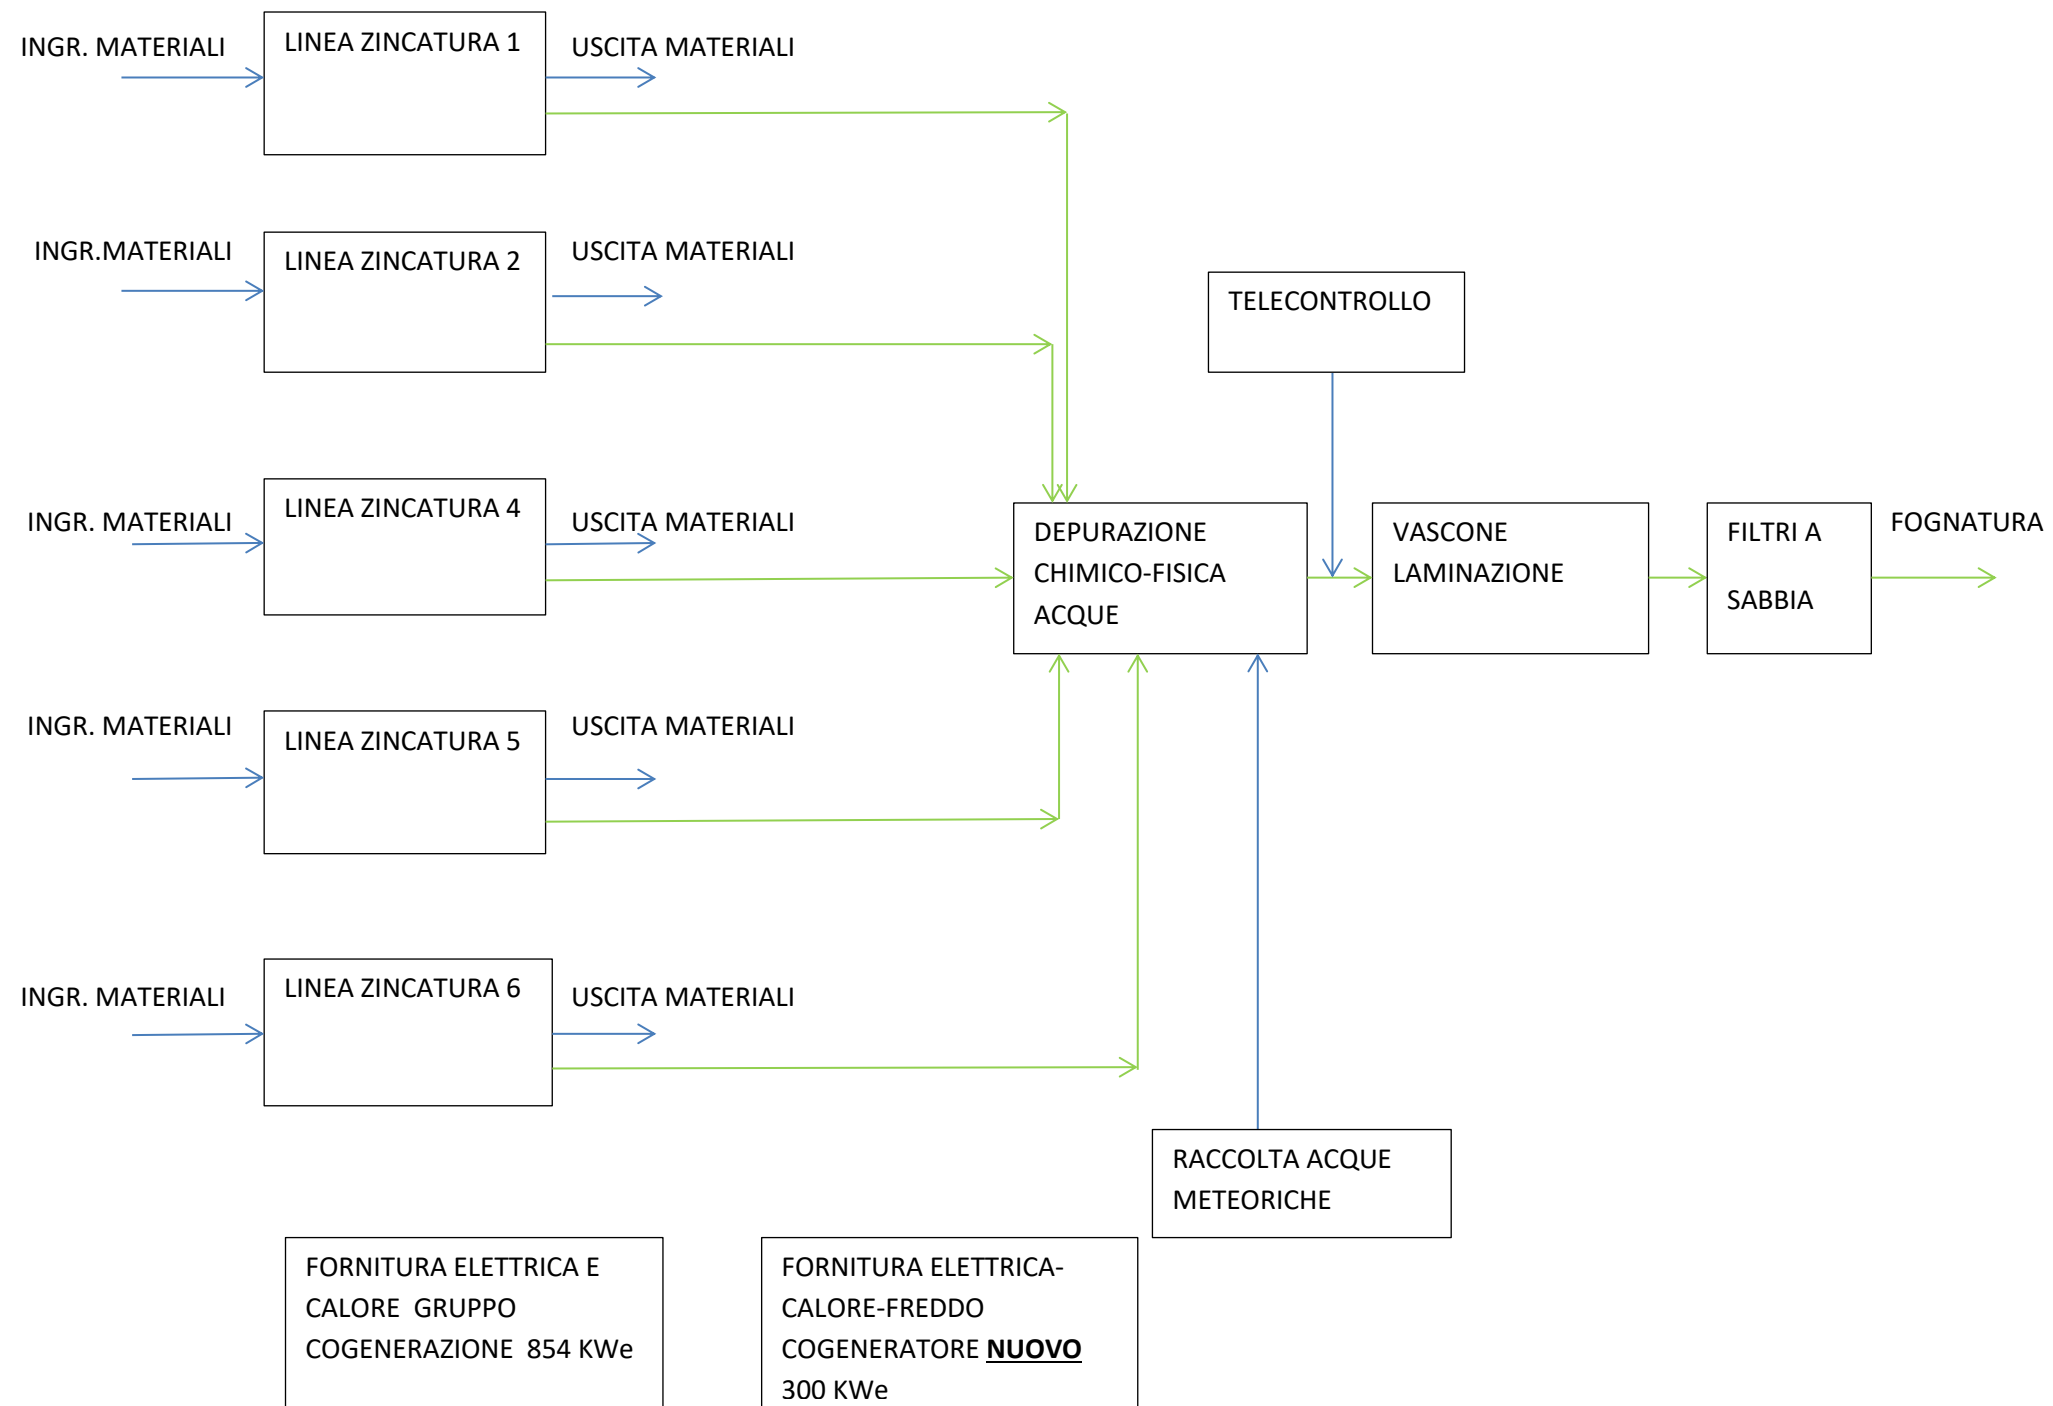 INGR. MATERIALI
LINEA ZINCATURA 1
USCITA MATERIALI
INGR.MATERIALI
LINEA ZINCATURA 2
USCITA MATERIALI
TELECONTROLLO
INGR. MATERIALI
LINEA ZINCATURA 4
USCITA MATERIALI
DEPURAZIONE
CHIMICO-FISICA
ACQUE
VASCONE
LAMINAZIONE
FILTRI A
SABBIA
FOGNATURA
INGR. MATERIALI
LINEA ZINCATURA 5
USCITA MATERIALI
INGR. MATERIALI
LINEA ZINCATURA 6
USCITA MATERIALI
RACCOLTA ACQUE
METEORICHE
FORNITURA ELETTRICA E
CALORE  GRUPPO
COGENERAZIONE  854 KWe
FORNITURA ELETTRICA-
CALORE-FREDDO
COGENERATORE NUOVO
300 KWe